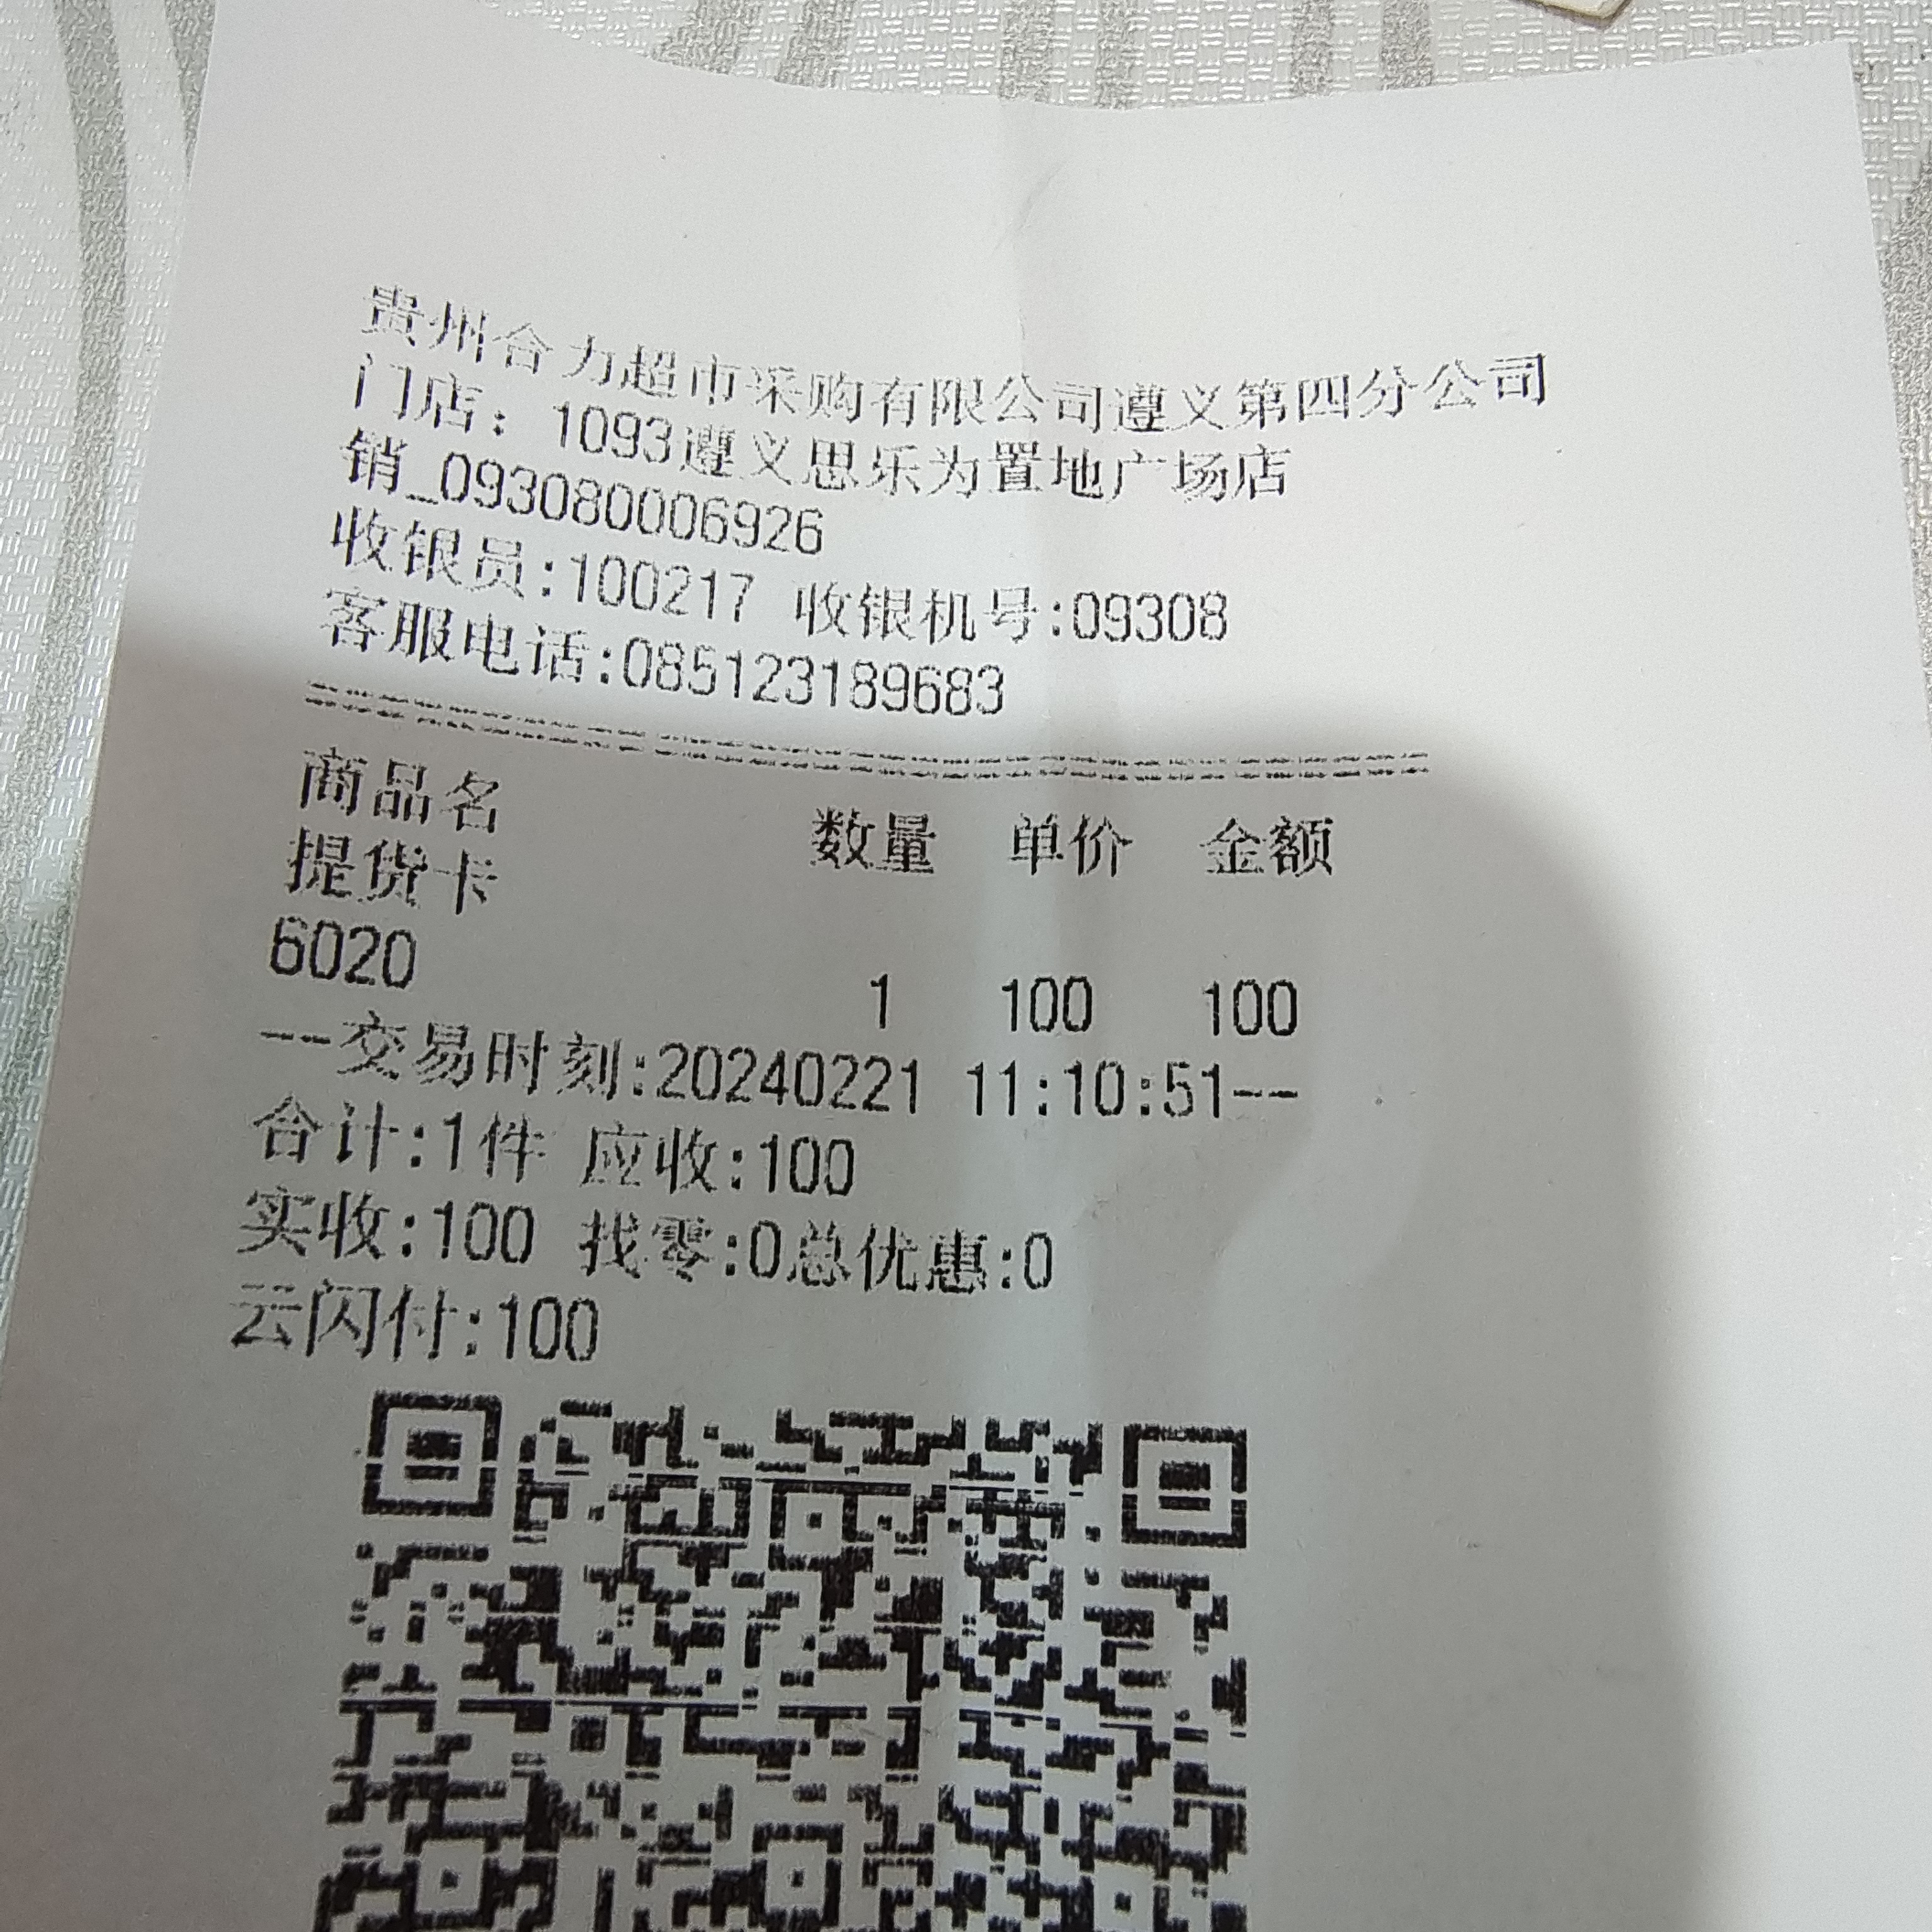 贵州合力超市采购有限公司遵义第四分公司
门店：1093遵义思乐为置地广场店
销_093080006926
收银员:100217 收银机号:09308
客服电话:085123189683
商品名 数量 单价 金额
提货卡
6020 1 100 100
--交易时刻:20240221 11:10:51--
合计:1件 应收:100
实收:100 找零:0总优惠:0
云闪付:100